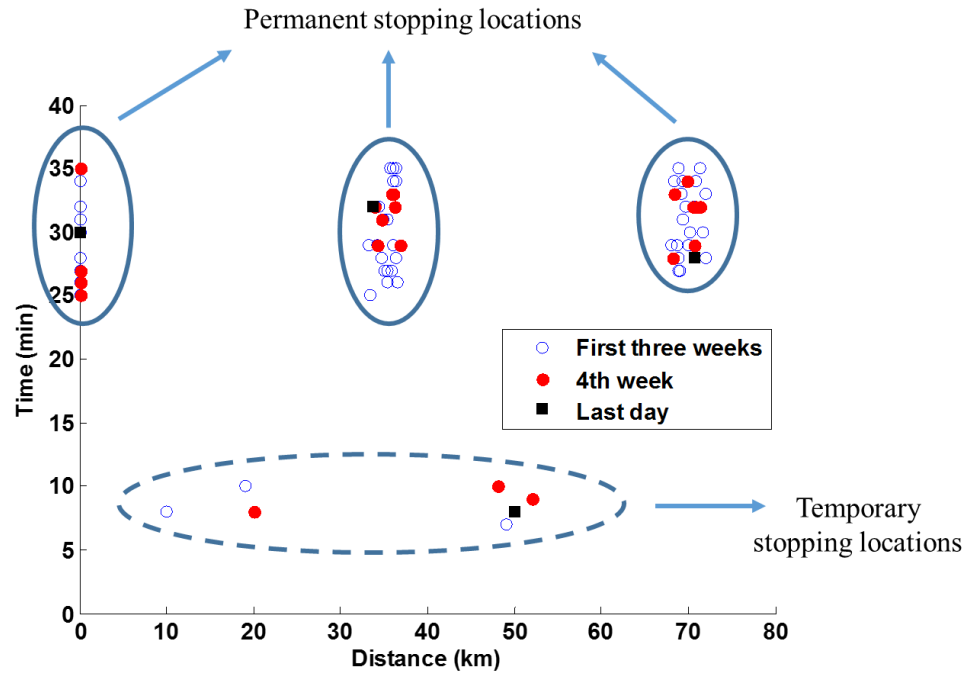 Permanent stopping locations
40
35
30
25
20
15
10
5
0
Time (min)
First three weeks
4th week
Last day
Temporary
stopping locations
0 10 20 30 40 50 60 70 80
Distance (km)